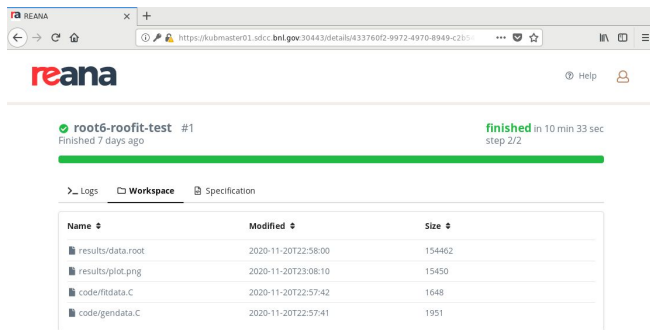 REANA
https://kubmaster01.sdcc.bnl.gov:30443/details/433760f2-9972-4970-8949-c2b5
reana
Help
root6-roofit-test #1
finished in 10 min 33 sec
Finished 7 days ago
step 2/2
>_ Logs Workspace Specification
Name Modified Size
results/data.root 2020-11-20T22:58:00 154462
results/plot.png 2020-11-20T23:08:10 15450
code/fitdata.C 2020-11-20T22:57:42 1648
code/gendata.C 2020-11-20T22:57:41 1951